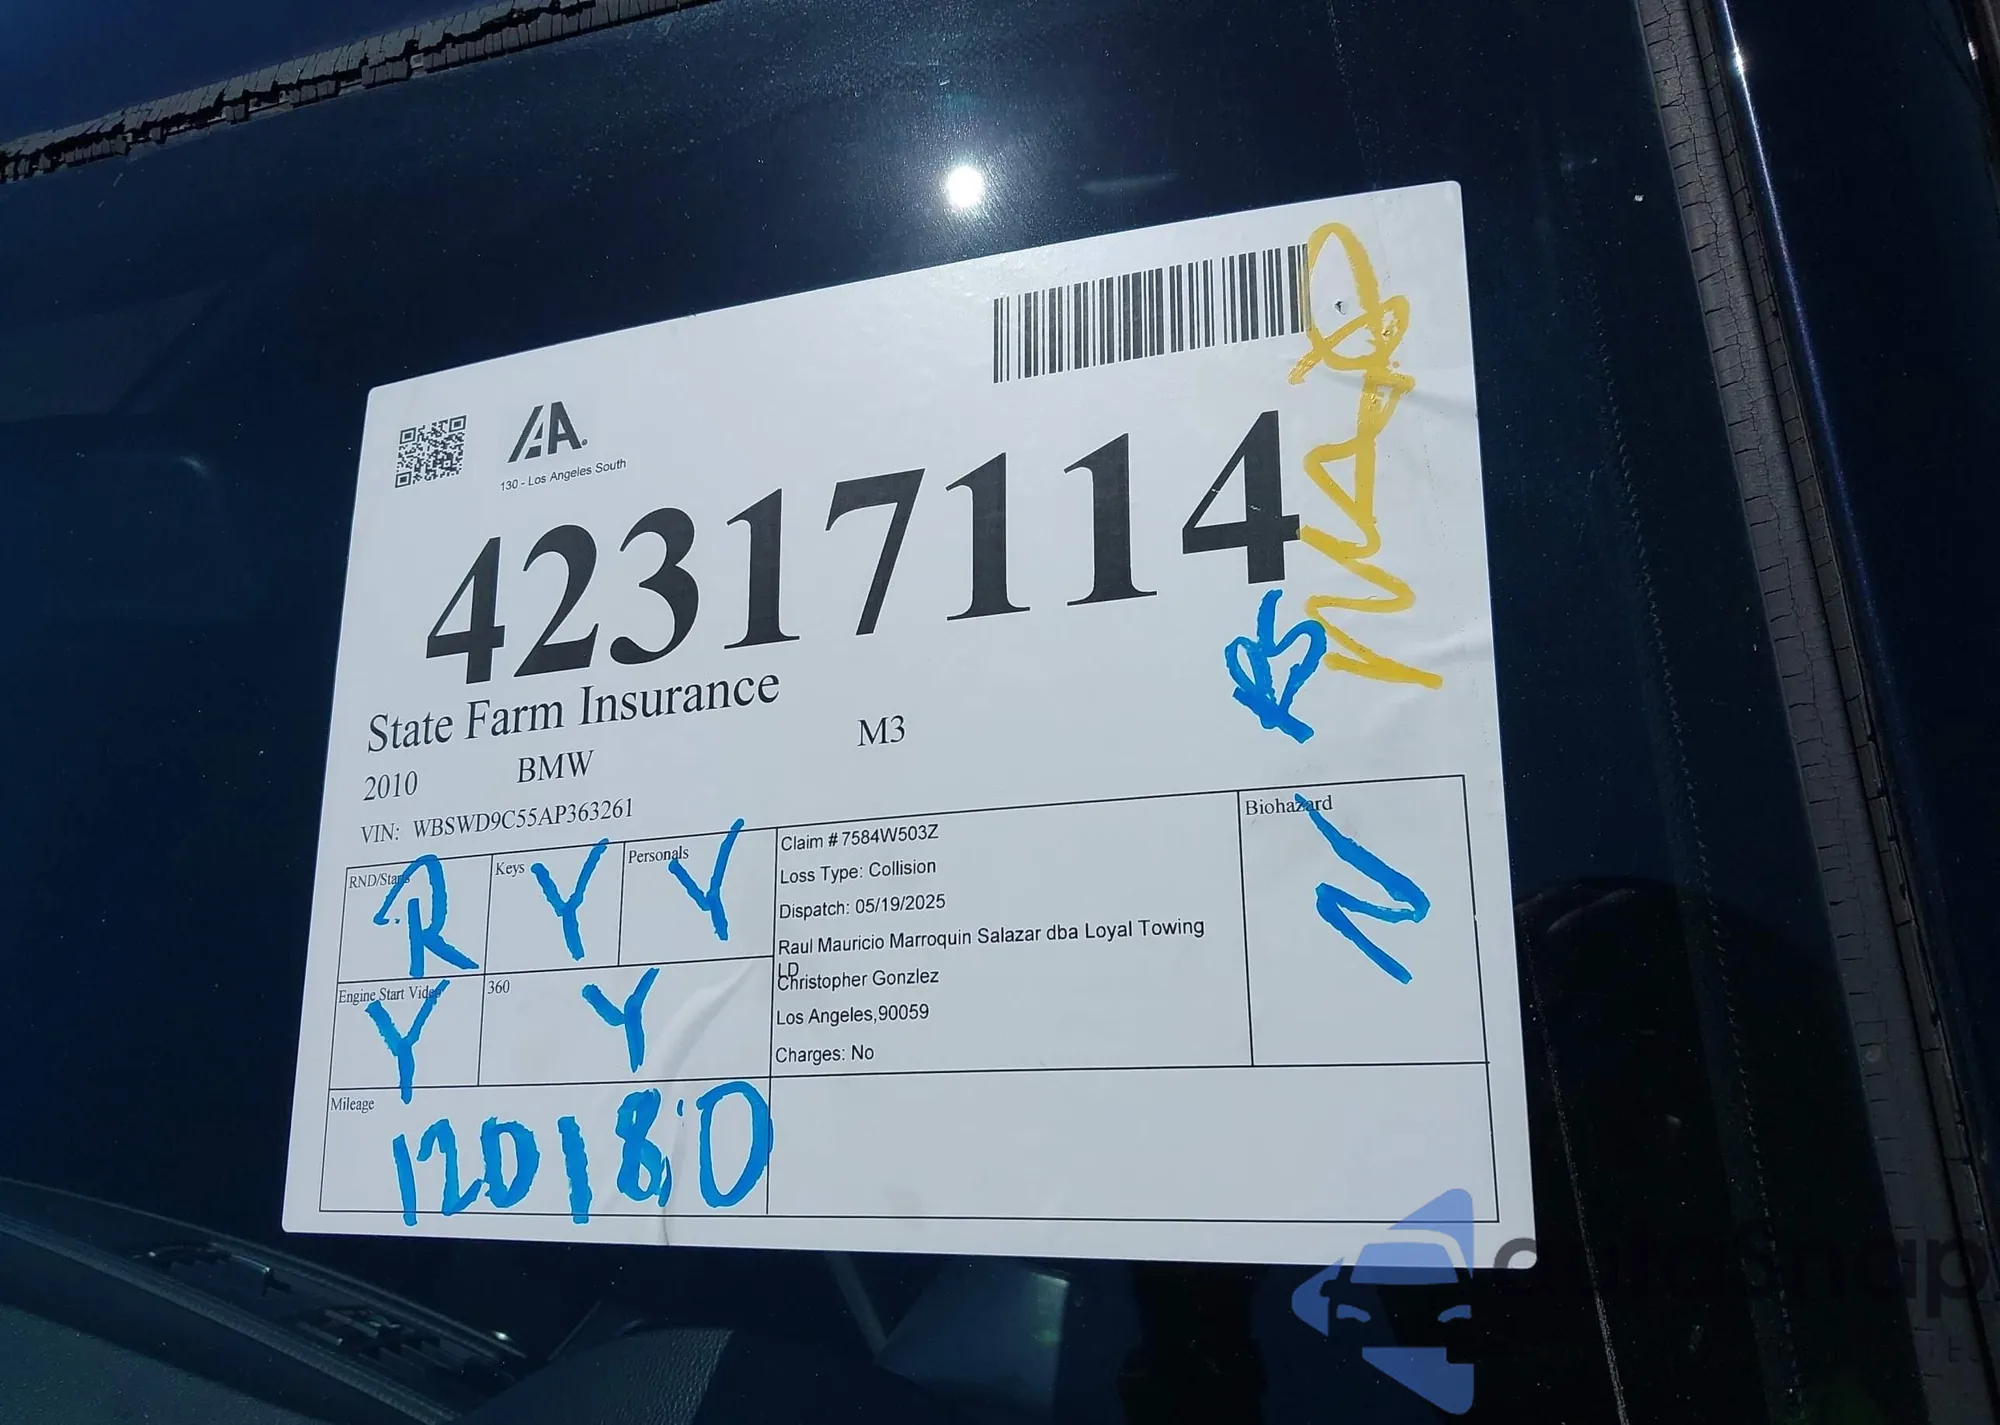 IAA
130 - Los Angeles South
42317114
State Farm Insurance
2010 BMW M3
VIN: WBSWD9C55AP363261
RND/Start R
Keys Y
Personals Y
Engine Start Video Y
360 Y
Mileage
120180
Claim # 7584W503Z
Loss Type: Collision
Dispatch: 05/19/2025
Raul Mauricio Marroquin Salazar dba Loyal Towing
LD
Christopher Gonzlez
Los Angeles,90059
Charges: No
Biohazard
N